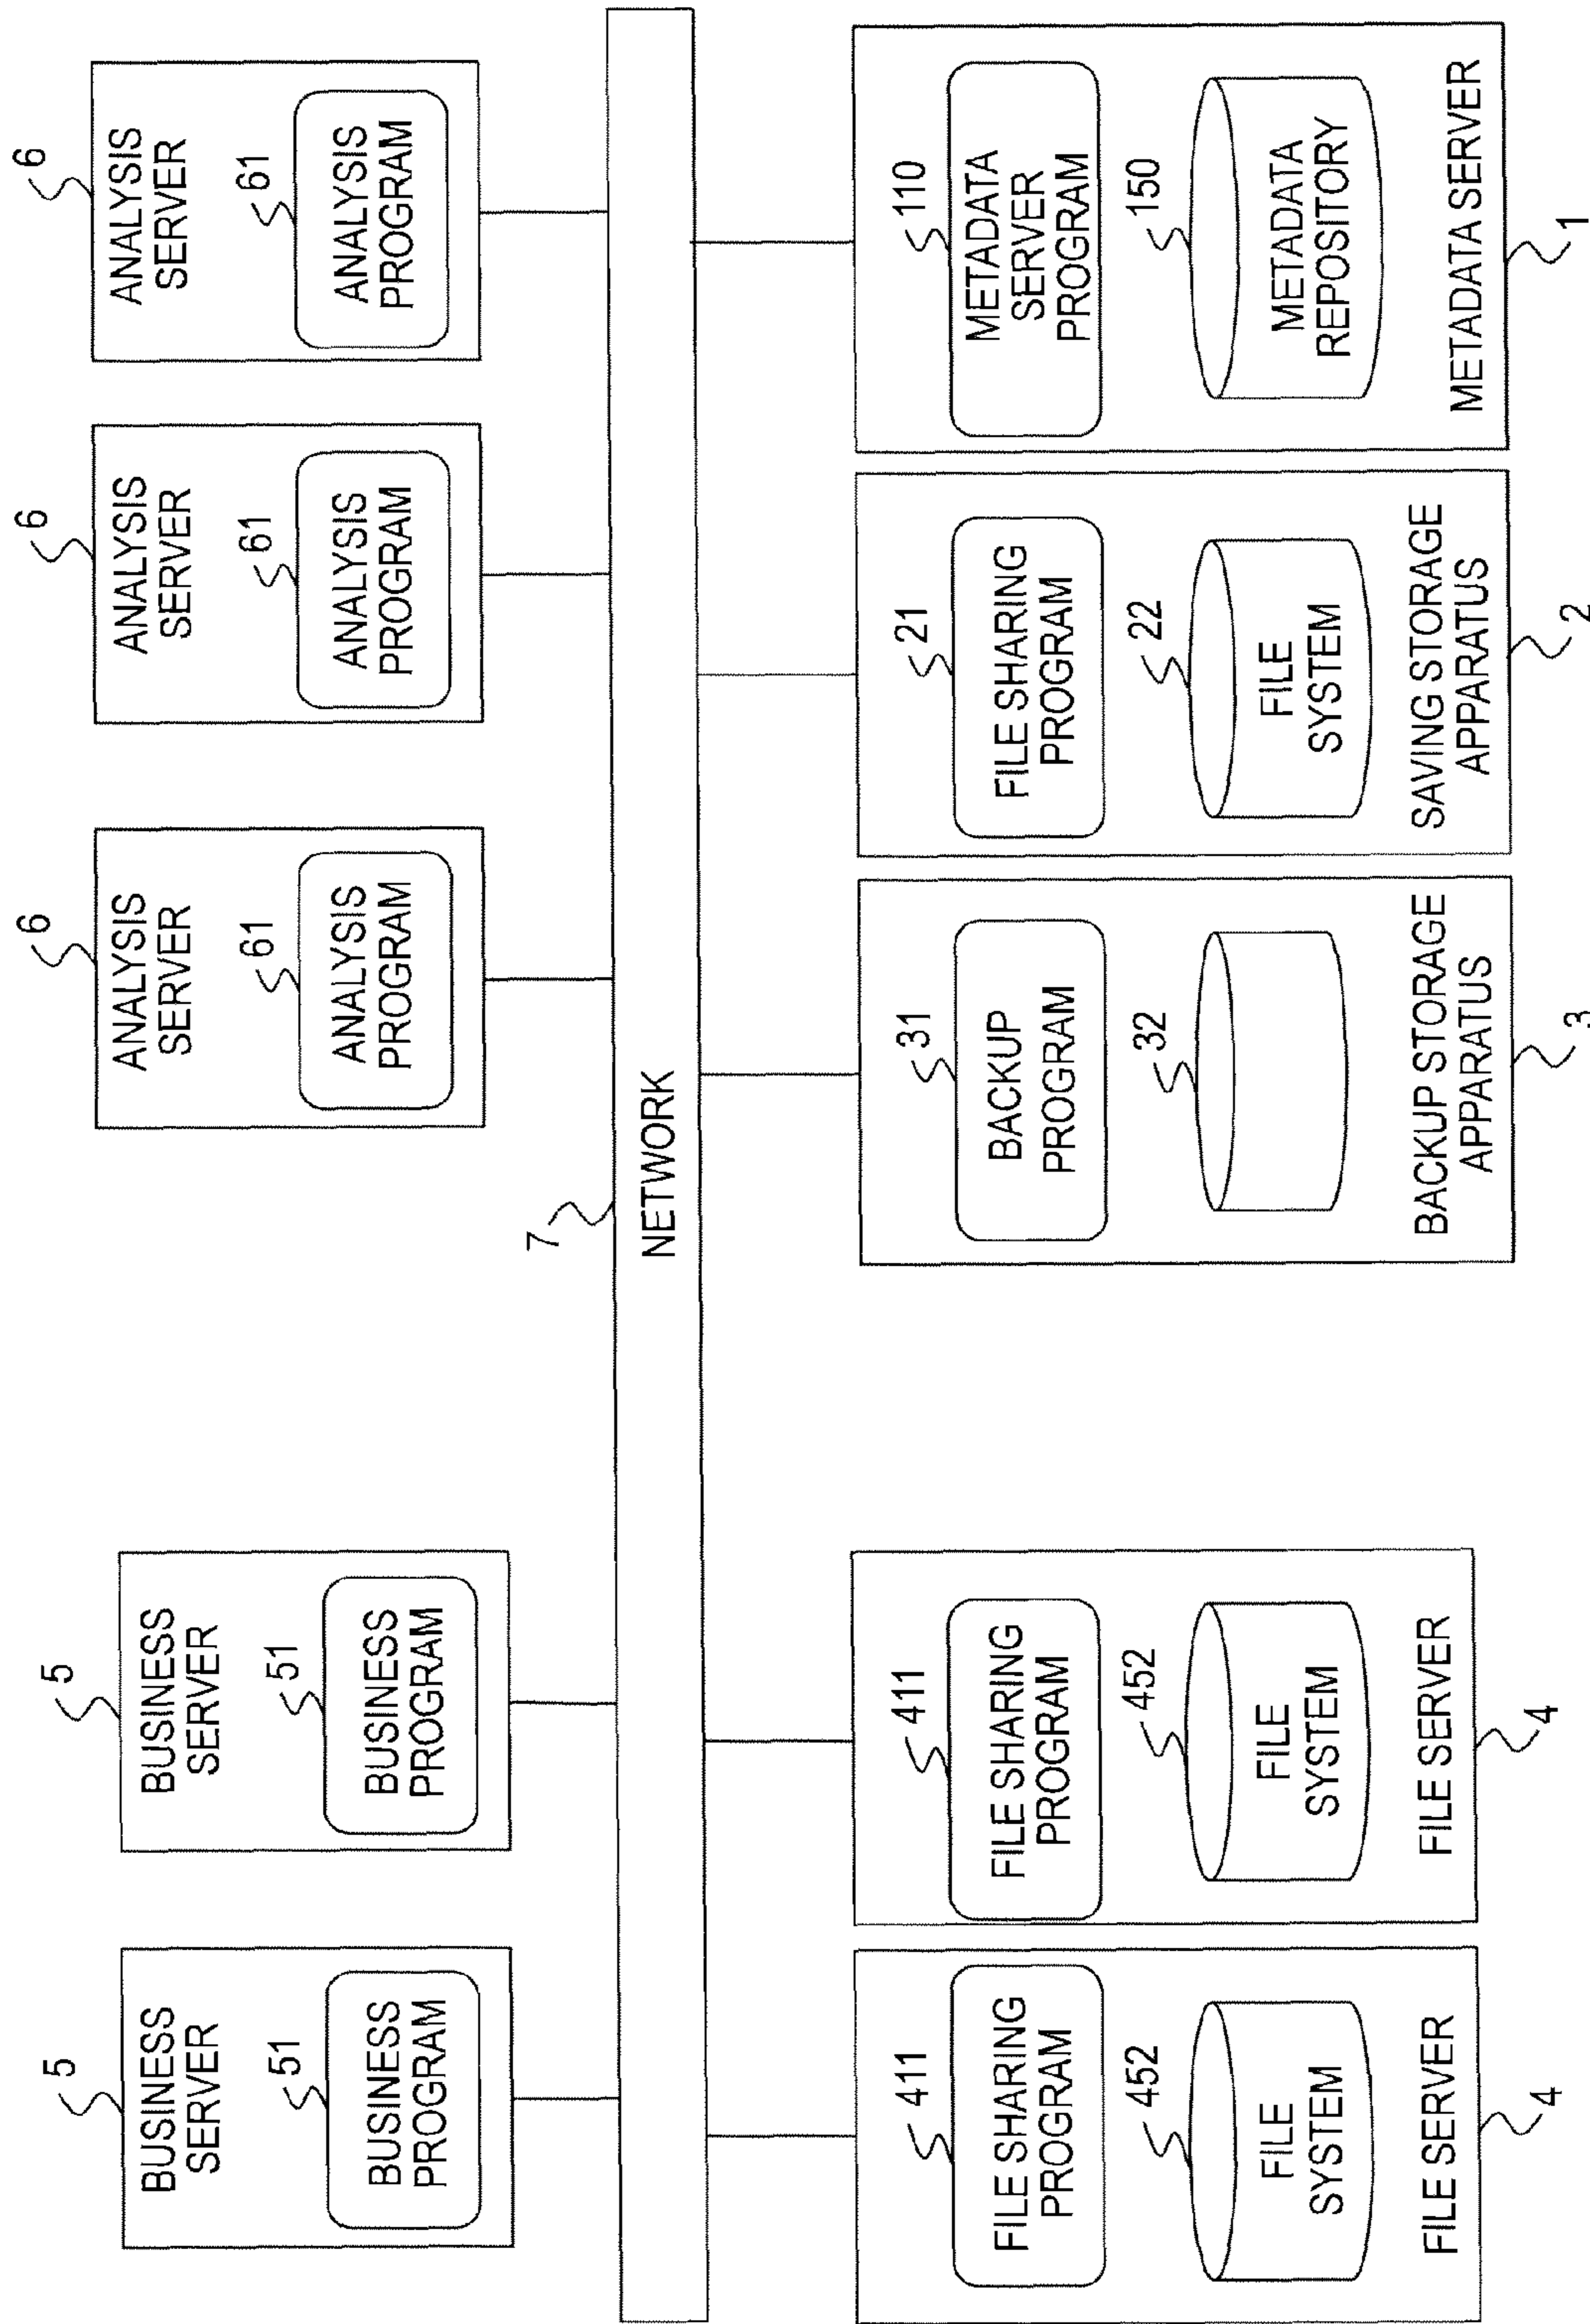 5
BUSINESS
SERVER
51
BUSINESS
PROGRAM
5
BUSINESS
SERVER
51
BUSINESS
PROGRAM
6
ANALYSIS
SERVER
61
ANALYSIS
PROGRAM
6
ANALYSIS
SERVER
61
ANALYSIS
PROGRAM
6
ANALYSIS
SERVER
61
ANALYSIS
PROGRAM
7
NETWORK
411
FILE SHARING
PROGRAM
452
FILE
SYSTEM
FILE SERVER
4
411
FILE SHARING
PROGRAM
452
FILE
SYSTEM
FILE SERVER
4
31
BACKUP
PROGRAM
32
BACKUP STORAGE
APPARATUS
3
21
FILE SHARING
PROGRAM
22
FILE
SYSTEM
SAVING STORAGE
APPARATUS
2
110
METADATA
SERVER
PROGRAM
150
METADATA
REPOSITORY
METADATA SERVER
1